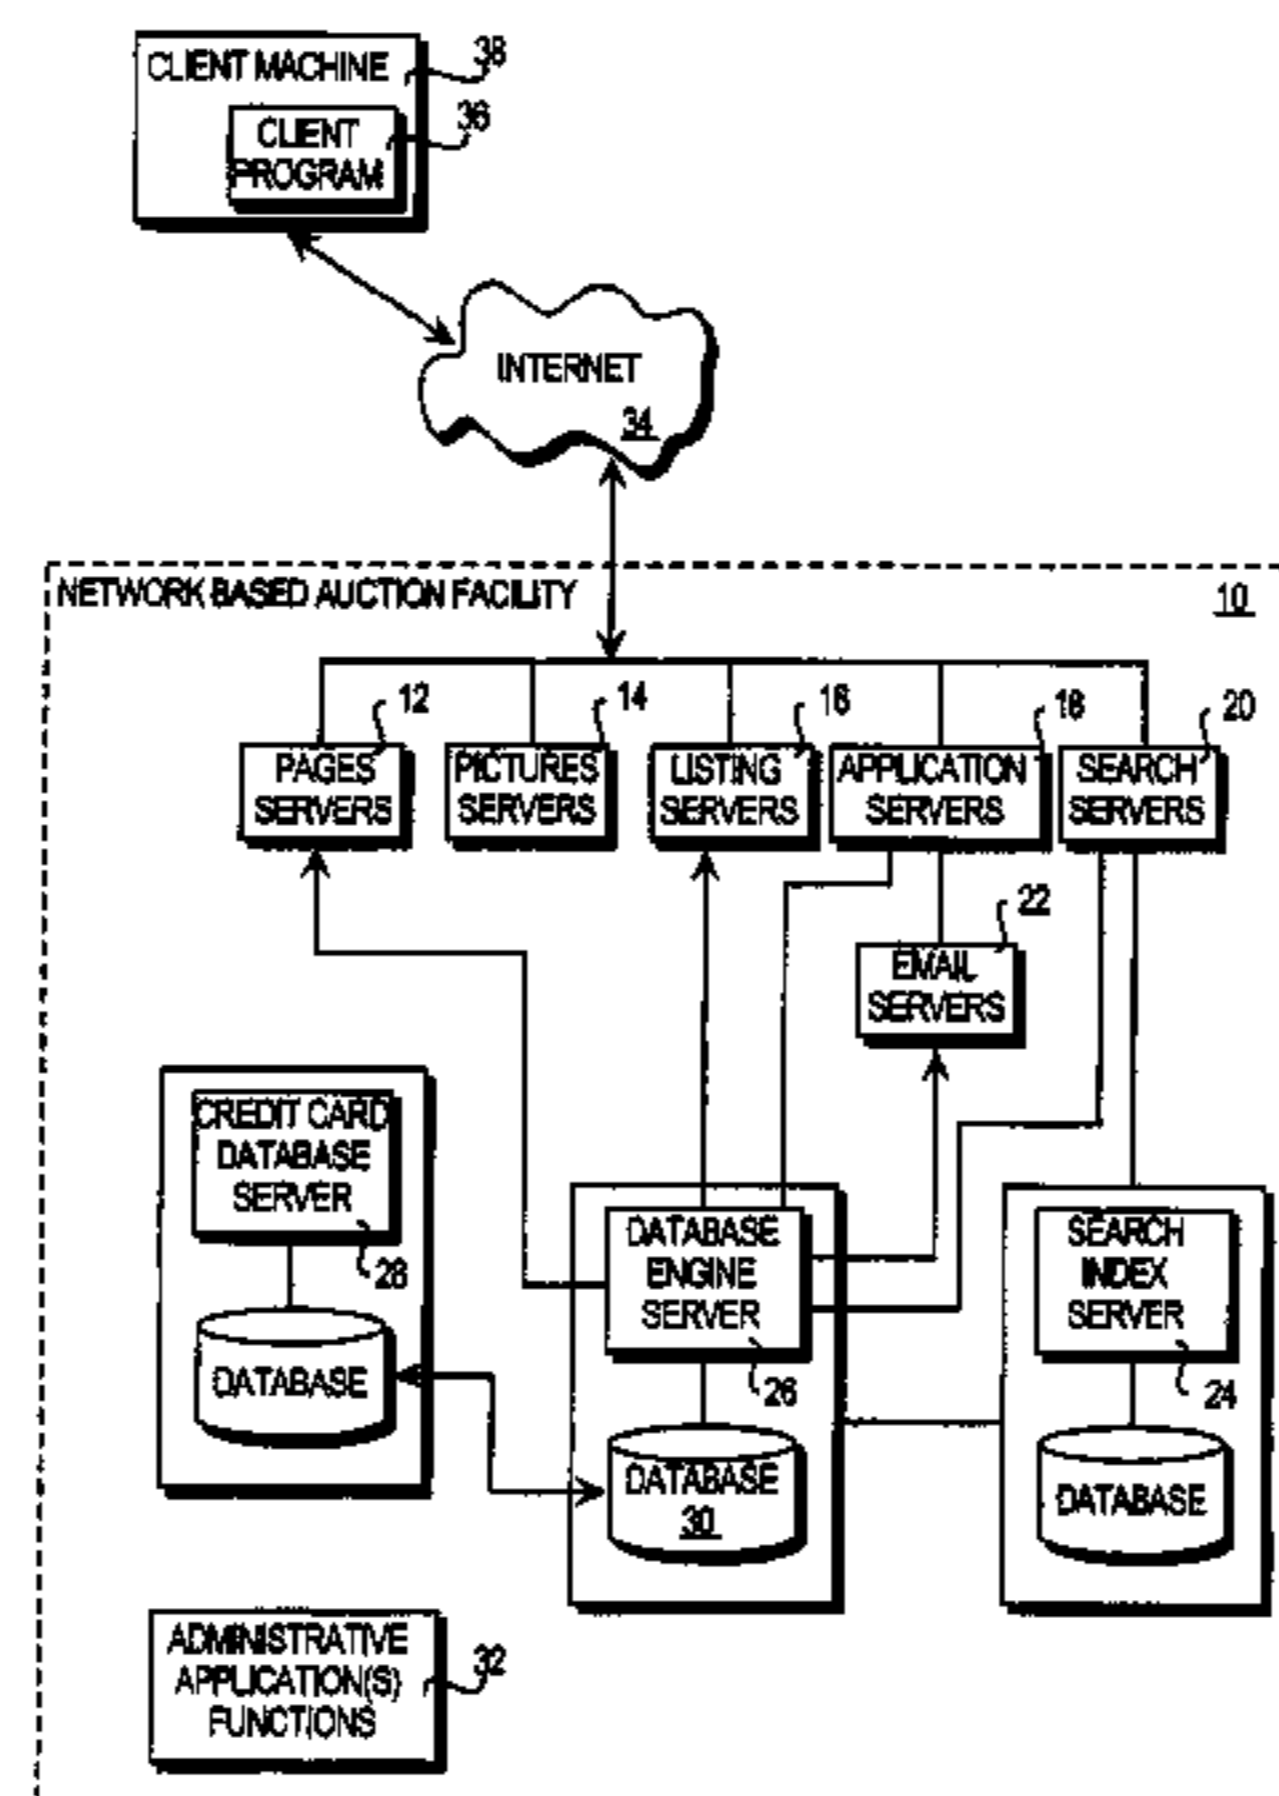 CLIENT MACHINE
38
CLIENT
PROGRAM
36
INTERNET
34
NETWORK BASED AUCTION FACILITY
10
12
14
16
18
20
PAGES
SERVERS
PICTURES
SERVERS
LISTING
SERVERS
APPLICATION
SERVERS
SEARCH
SERVERS
22
EMAIL
SERVERS
CREDIT CARD
DATABASE
SERVER
28
DATABASE
DATABASE
ENGINE
SERVER
26
DATABASE
30
SEARCH
INDEX
SERVER
24
DATABASE
ADMINISTRATIVE
APPLICATION(S)
FUNCTIONS
32